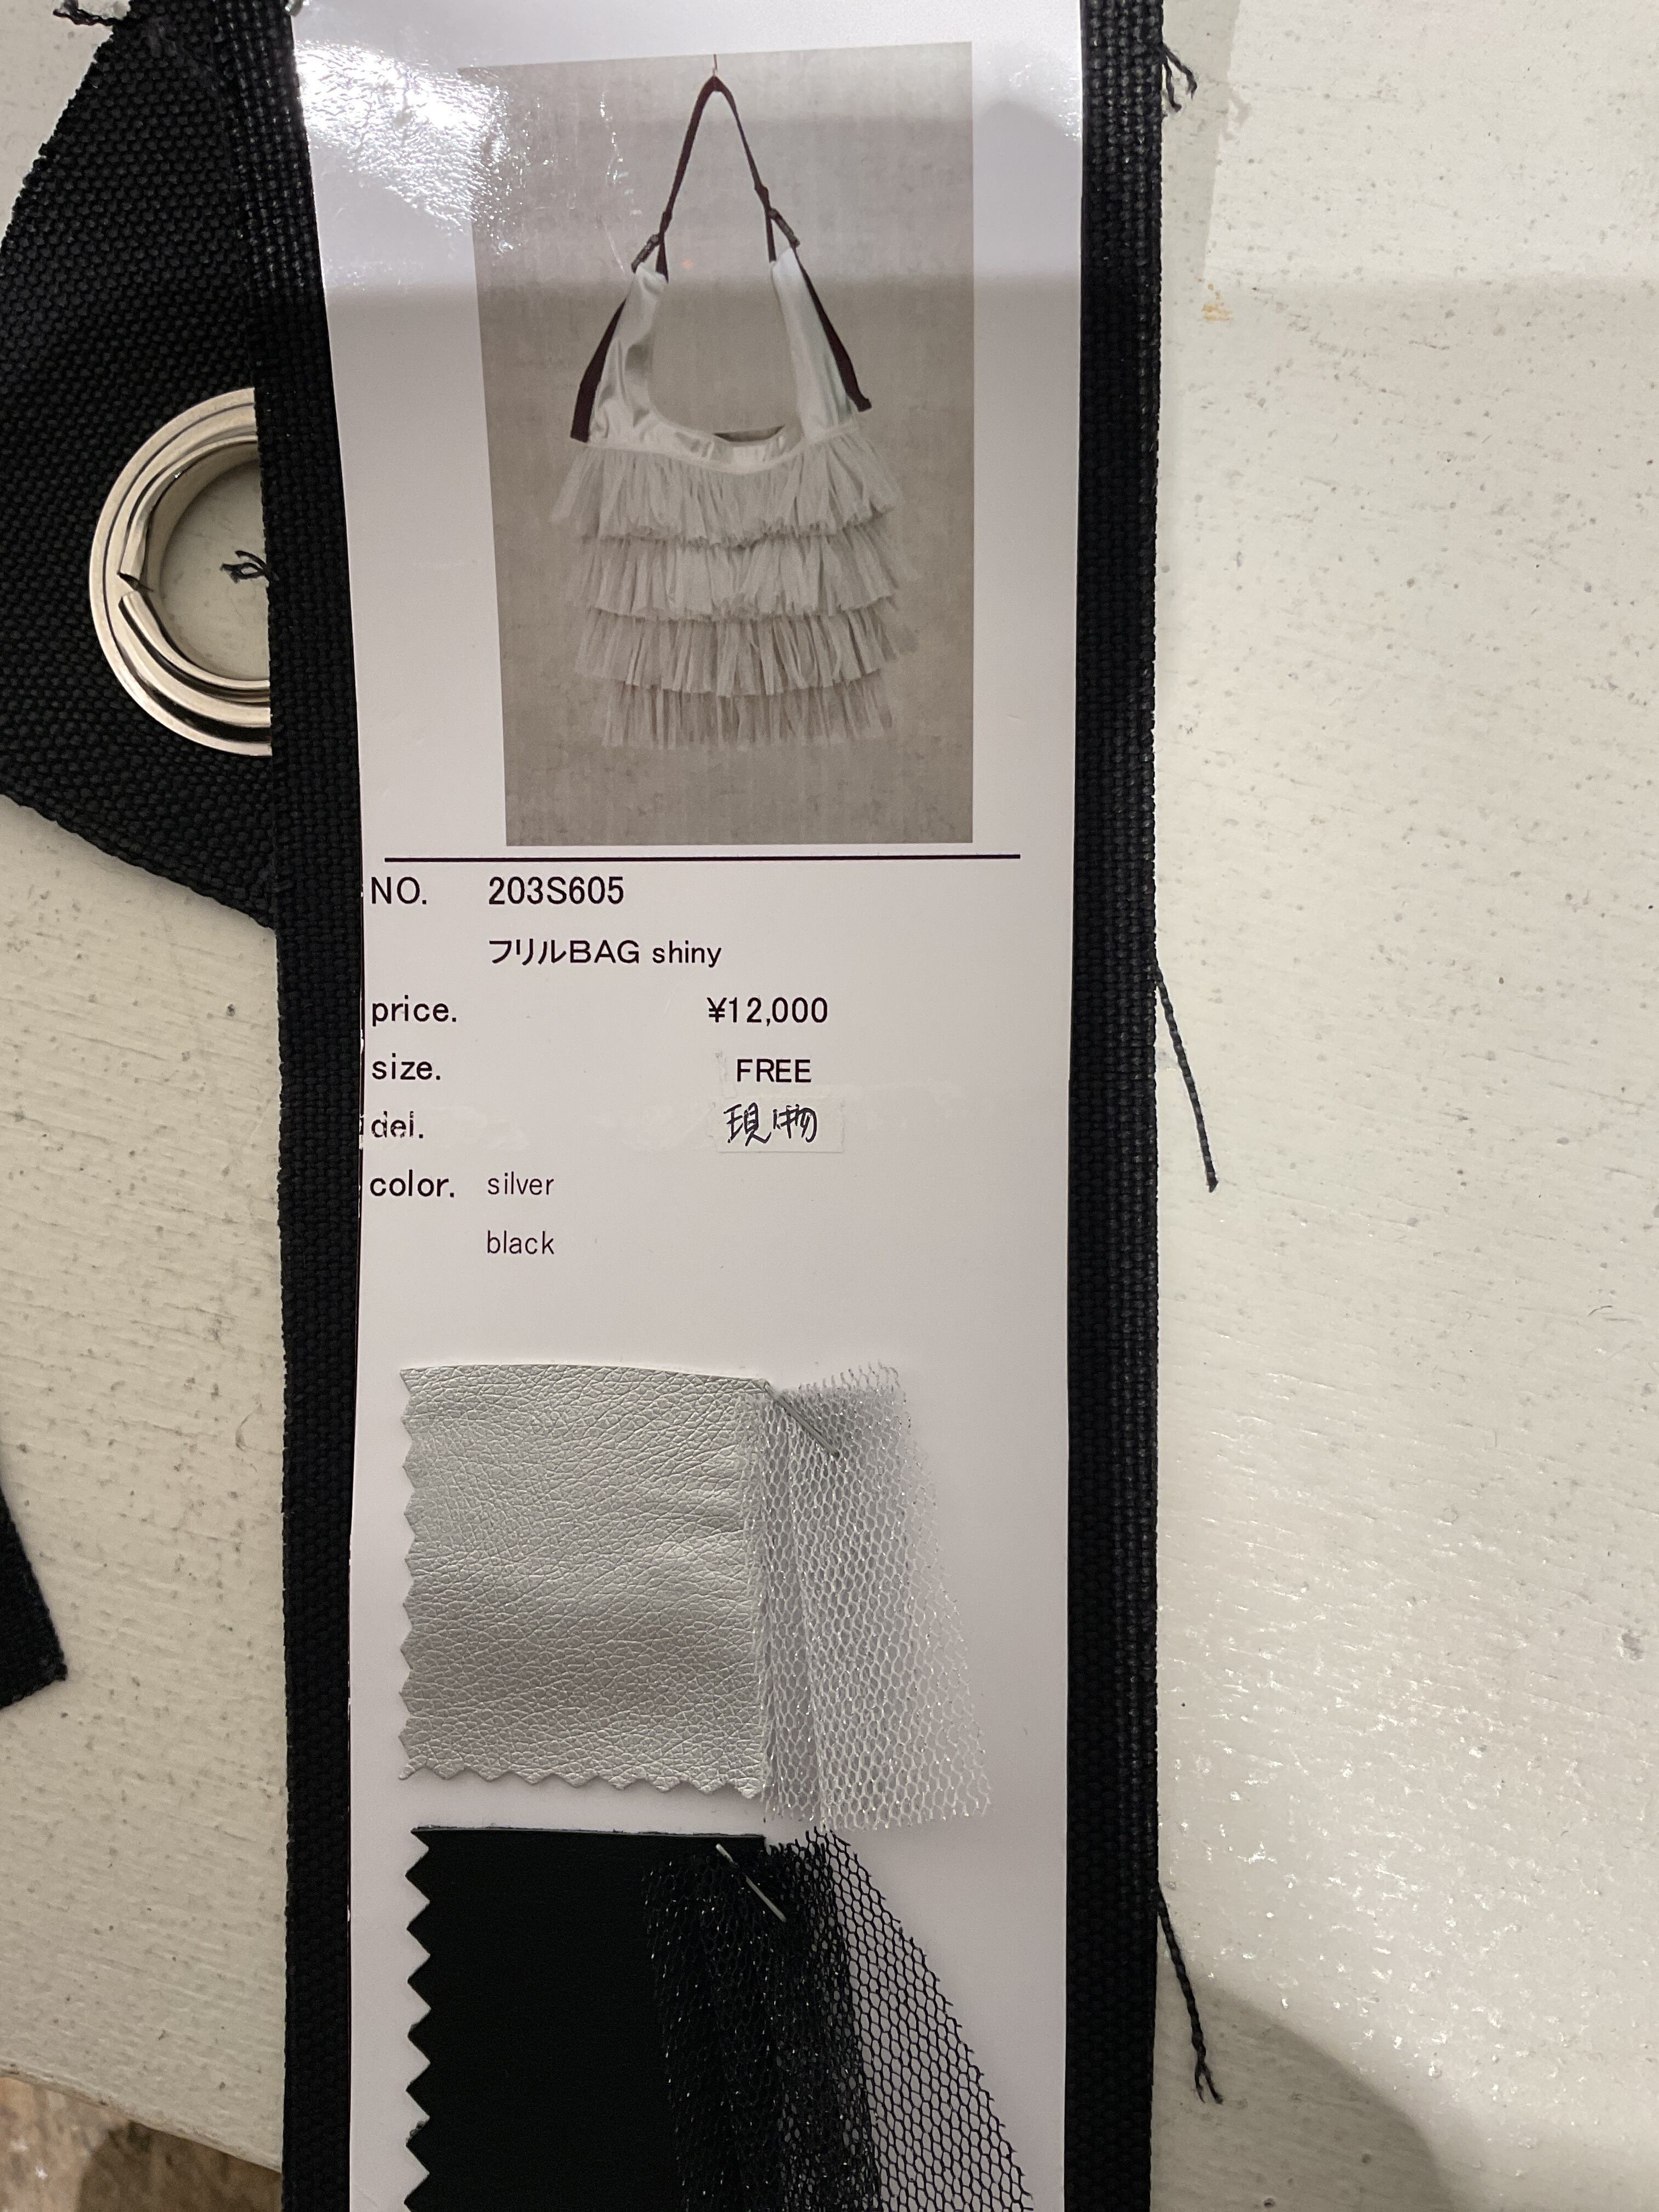 NO. 203S605
フリルBAG shiny
price. ¥12,000
size. FREE
del. 現物
color. silver
black